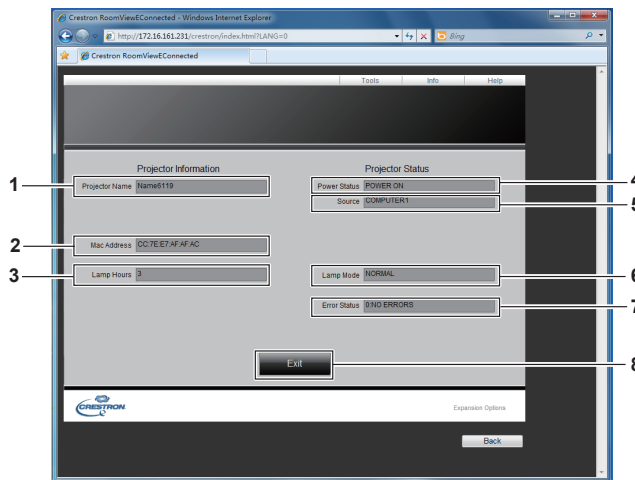 Crestron RoomViewEConnected - Windows Internet Explorer
http://172.16.161.231/crestron/index.html?LANG=0
Bing
Crestron RoomViewEConnected
Tools Info Help
Projector Information
Projector Status
1
Projector Name Name6119
Power Status POWER ON
4
Source COMPUTER1
5
2
Mac Address CC:7E:E7:AF:AF:AC
3
Lamp Hours 3
Lamp Mode NORMAL
6
Error Status 0:NO ERRORS
7
Exit
8
CRESTRON
Expansion Options
Back